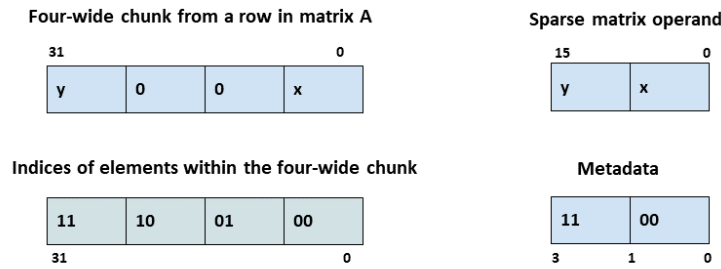 Four-wide chunk from a row in matrix A
31 0
y 0 0 x
Indices of elements within the four-wide chunk
11 10 01 00
31 0
Sparse matrix operand
15 0
y x
Metadata
11 00
3 1 0